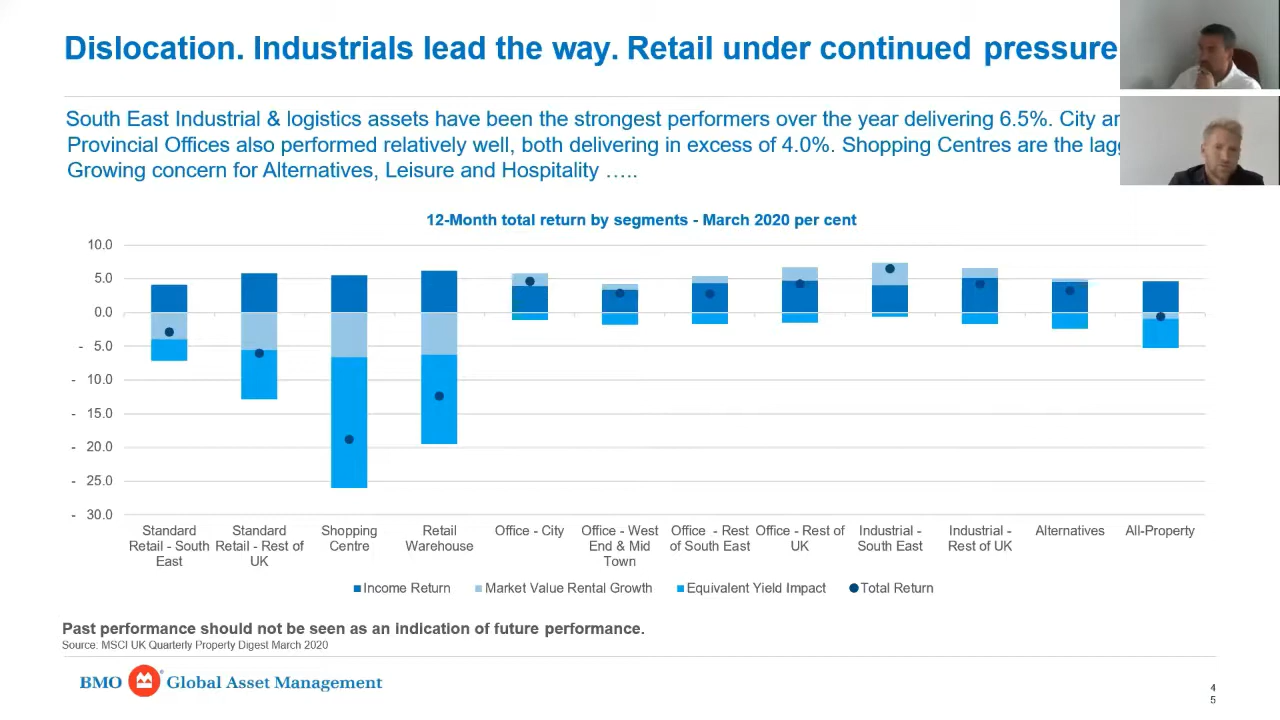 Dislocation. Industrials lead the way. Retail under continued pressure
South East Industrial & logistics assets have been the strongest performers over the year delivering 6.5%. City
Provincial Offices also performed relatively well, both delivering in excess of 4.0%. Shopping Centres are the
Growing concern for Alternatives, Leisure and Hospitality …..
12-Month total return by segments - March 2020 per cent
10.0
5.0
0.0
- 5.0
- 10.0
- 15.0
- 20.0
- 25.0
- 30.0
Standard Retail - South East
Standard Retail - Rest of UK
Shopping Centre
Retail Warehouse
Office - City
Office - West End & Mid Town
Office - Rest of South East
Office - Rest of UK
Industrial - South East
Industrial - Rest of UK
Alternatives
All-Property
Income Return
Market Value Rental Growth
Equivalent Yield Impact
Total Return
Past performance should not be seen as an indication of future performance.
Source: MSCI UK Quarterly Property Digest March 2020
BMO Global Asset Management
4
5